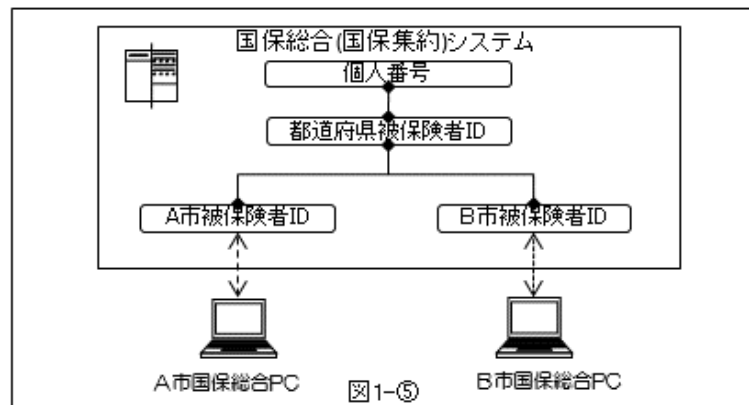 国保総合(国保集約)システム
個人番号
都道府県被保険者ID
A市被保険者ID
B市被保険者ID
A市国保総合PC
B市国保総合PC
図1-⑤